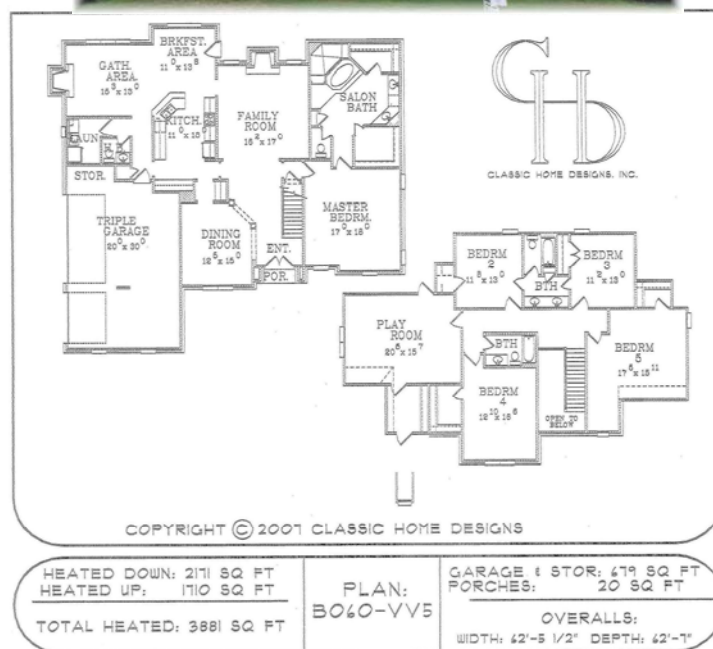 BRKFST.
AREA
11⁰ x 13⁸
GATH.
AREA.
15³ x 13⁰
KITCH.
11⁰ x 13⁰
FAMILY
ROOM
16² x 17⁰
SALON
BATH
STOR.
TRIPLE
GARAGE
20⁰ x 30⁰
DINING
ROOM
12⁵ x 15⁰
ENT.
POR.
MASTER
BEDRM.
17⁰ x 18⁰
CHD
CLASSIC HOME DESIGNS, INC.
BEDRM
2
11⁸ x 13⁰
BTH
BEDRM
3
11² x 13⁰
PLAY
ROOM
20⁶ x 15⁷
BTH
BEDRM
4
12¹⁰ x 15⁶
OPEN TO
BELOW
BEDRM
5
17⁶ x 15¹¹
COPYRIGHT © 2007 CLASSIC HOME DESIGNS
HEATED DOWN: 2171 SQ FT
HEATED UP: 1710 SQ FT
TOTAL HEATED: 3881 SQ FT
PLAN:
B060-VV5
GARAGE & STOR: 679 SQ FT
PORCHES: 20 SQ FT
OVERALLS:
WIDTH: 62'-5 1/2" DEPTH: 62'-7"